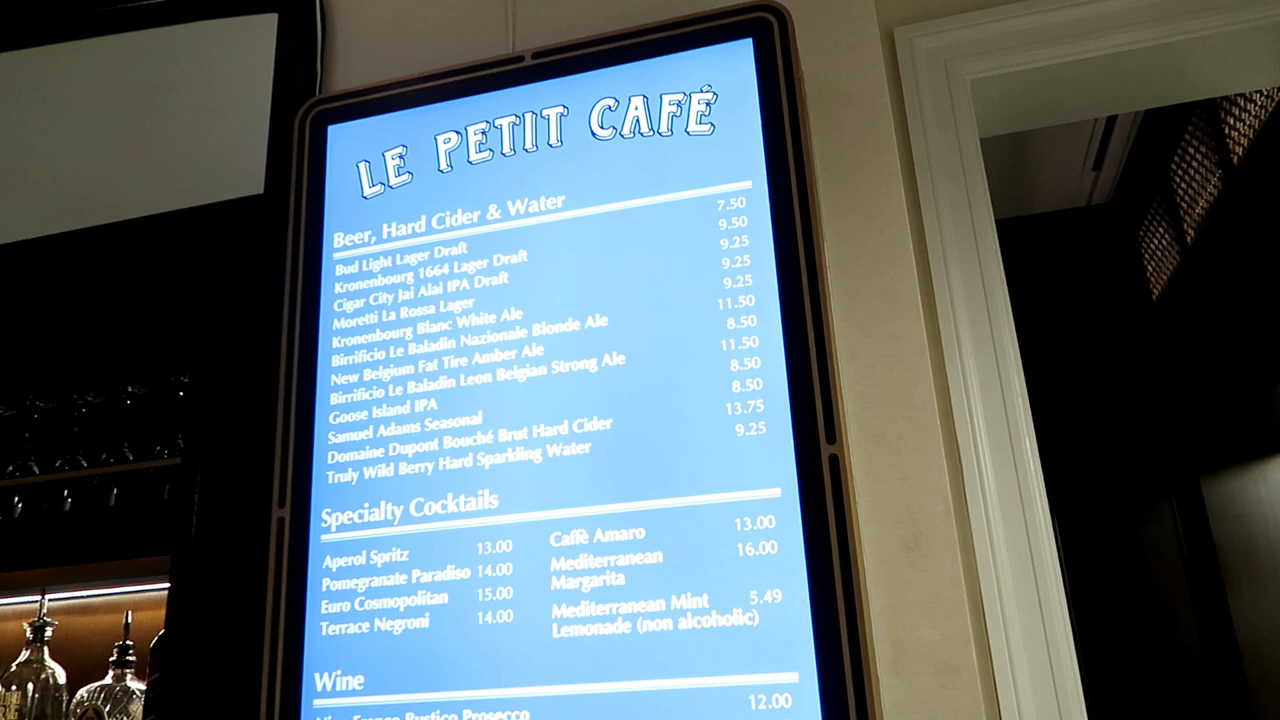 LE PETIT CAFÉ
Beer, Hard Cider & Water
Bud Light Lager Draft 7.50
Kronenbourg 1664 Lager Draft 9.50
Cigar City Jai Alai IPA Draft 9.25
Moretti La Rossa Lager 9.25
Kronenbourg Blanc White Ale 9.25
Birrificio Le Baladin Nazionale Blonde Ale 11.50
New Belgium Fat Tire Amber Ale 8.50
Birrificio Le Baladin Leon Belgian Strong Ale 11.50
Goose Island IPA 8.50
Samuel Adams Seasonal 8.50
Domaine Dupont Bouché Brut Hard Cider 13.75
Truly Wild Berry Hard Sparkling Water 9.25
Specialty Cocktails
Aperol Spritz 13.00
Pomegranate Paradiso 14.00
Euro Cosmopolitan 15.00
Terrace Negroni 14.00
Caffè Amaro 13.00
Mediterranean 16.00
Margarita
Mediterranean Mint 5.49
Lemonade (non alcoholic)
Wine
Nino Franco Rustico Prosecco 12.00